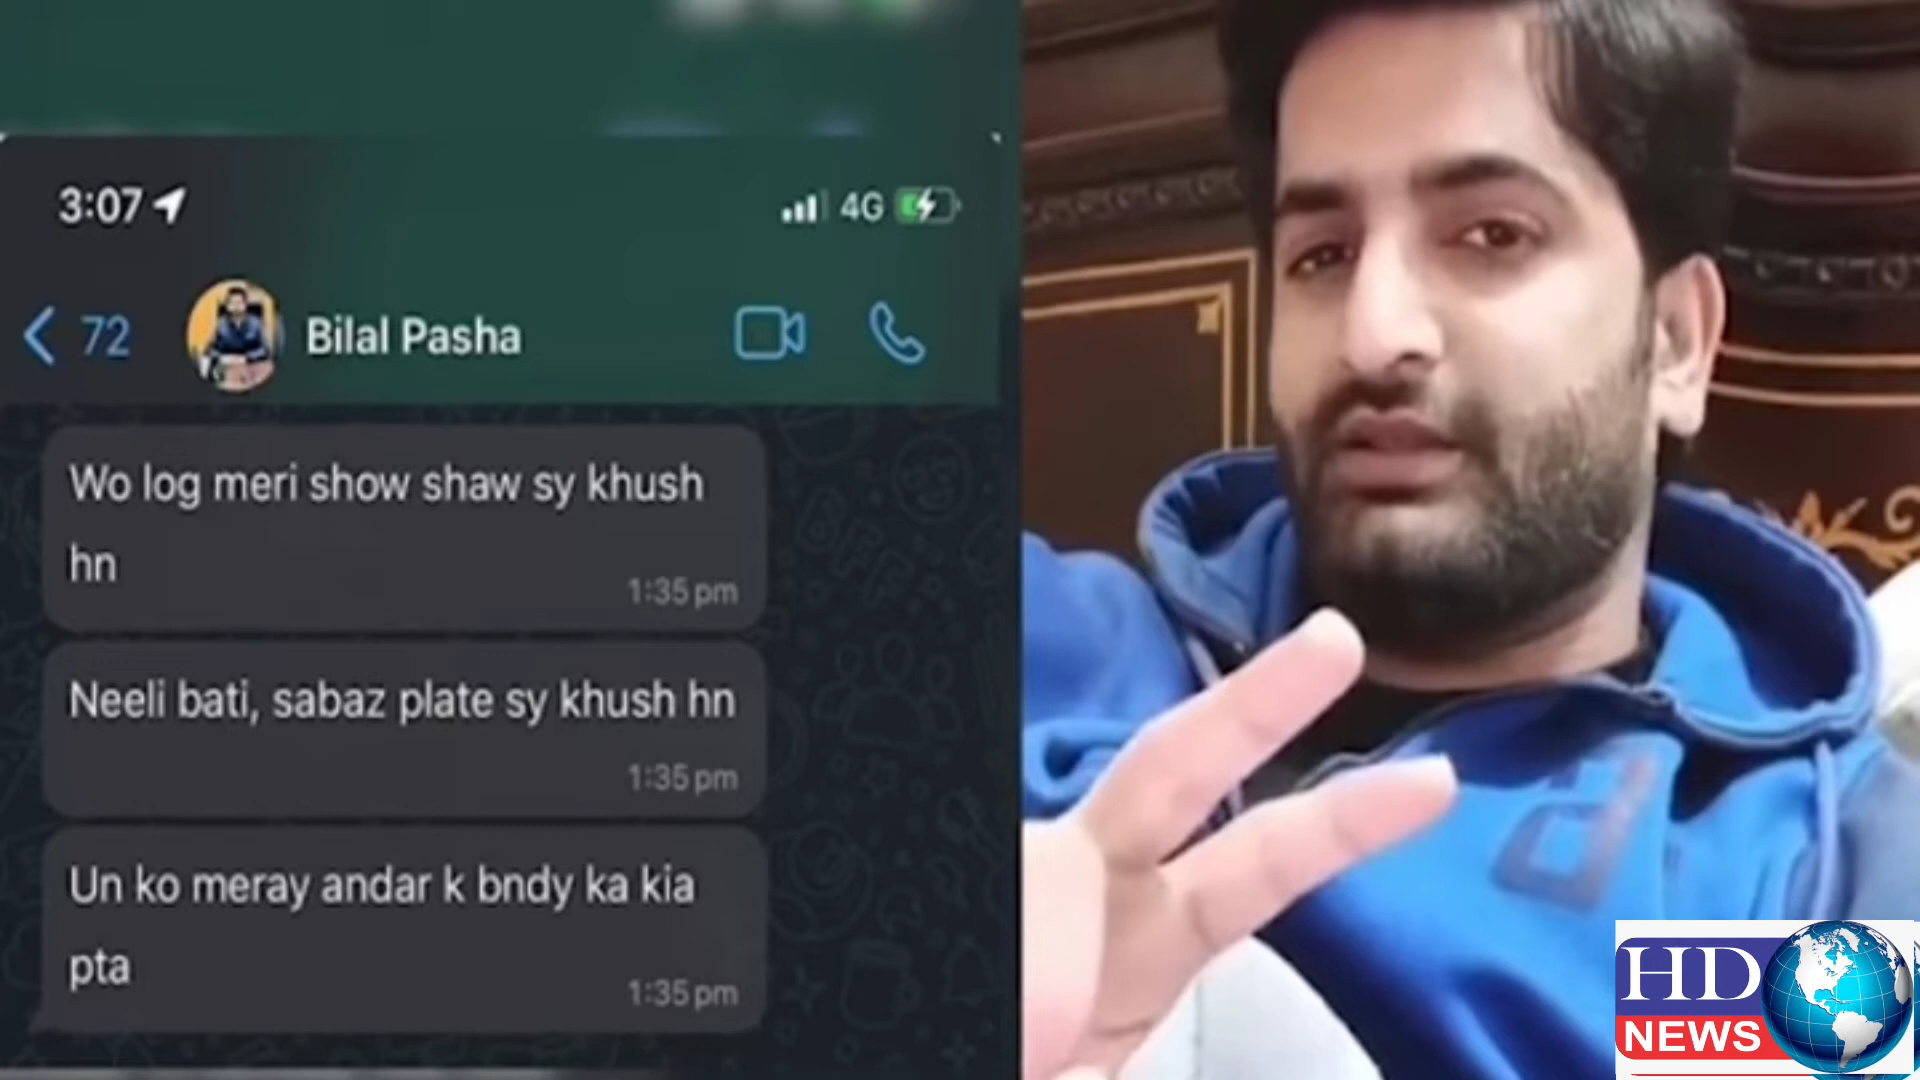 3:07
4G
72
Bilal Pasha
Wo log meri show shaw sy khush
hn
1:35 pm
Neeli bati, sabaz plate sy khush hn
1:35 pm
Un ko meray andar k bndy ka kia
pta
1:35 pm
HD
NEWS